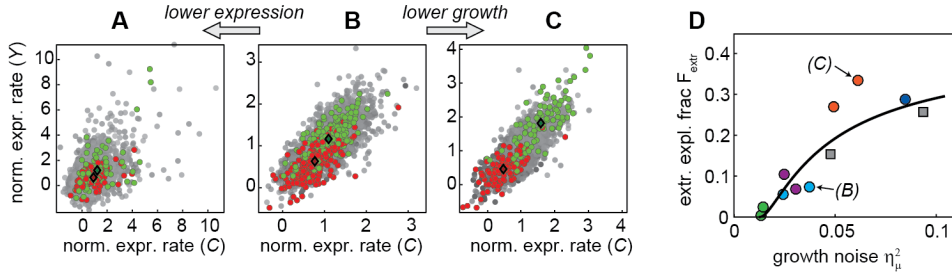 A
lower expression
B
lower growth
C
D
norm. expr. rate (Y)
10
8
6
4
2
0
0 2 4 6 8 10
norm. expr. rate (C)
3
2
1
0
0 1 2 3
norm. expr. rate (C)
4
3
2
1
0
0 1 2 3 4
norm. expr. rate (C)
extr. expl. frac F_extr
0.4
0.3
0.2
0.1
0
(C)
(B)
0 0.05 0.1
growth noise η_μ^2